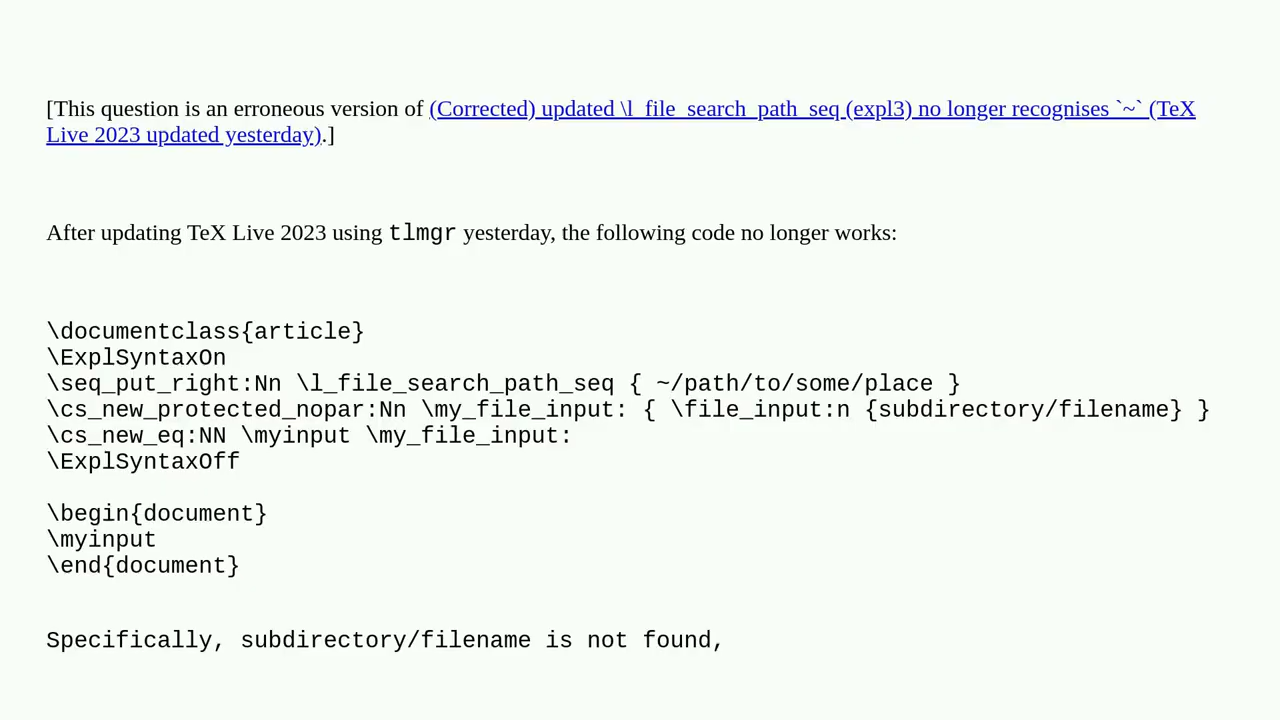 [This question is an erroneous version of (Corrected) updated \l_file_search_path_seq (expl3) no longer recognises `~` (TeX
Live 2023 updated yesterday).]
After updating TeX Live 2023 using tlmgr yesterday, the following code no longer works:
\documentclass{article}
\ExplSyntaxOn
\seq_put_right:Nn \l_file_search_path_seq { ~/path/to/some/place }
\cs_new_protected_nopar:Nn \my_file_input: { \file_input:n {subdirectory/filename} }
\cs_new_eq:NN \myinput \my_file_input:
\ExplSyntaxOff
\begin{document}
\myinput
\end{document}
Specifically, subdirectory/filename is not found,